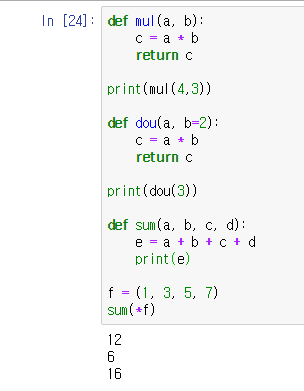 In [24]:
def mul(a, b):
    c = a * b
    return c

print(mul(4,3))

def dou(a, b=2):
    c = a * b
    return c

print(dou(3))

def sum(a, b, c, d):
    e = a + b + c + d
    print(e)

f = (1, 3, 5, 7)
sum(*f)

12
6
16